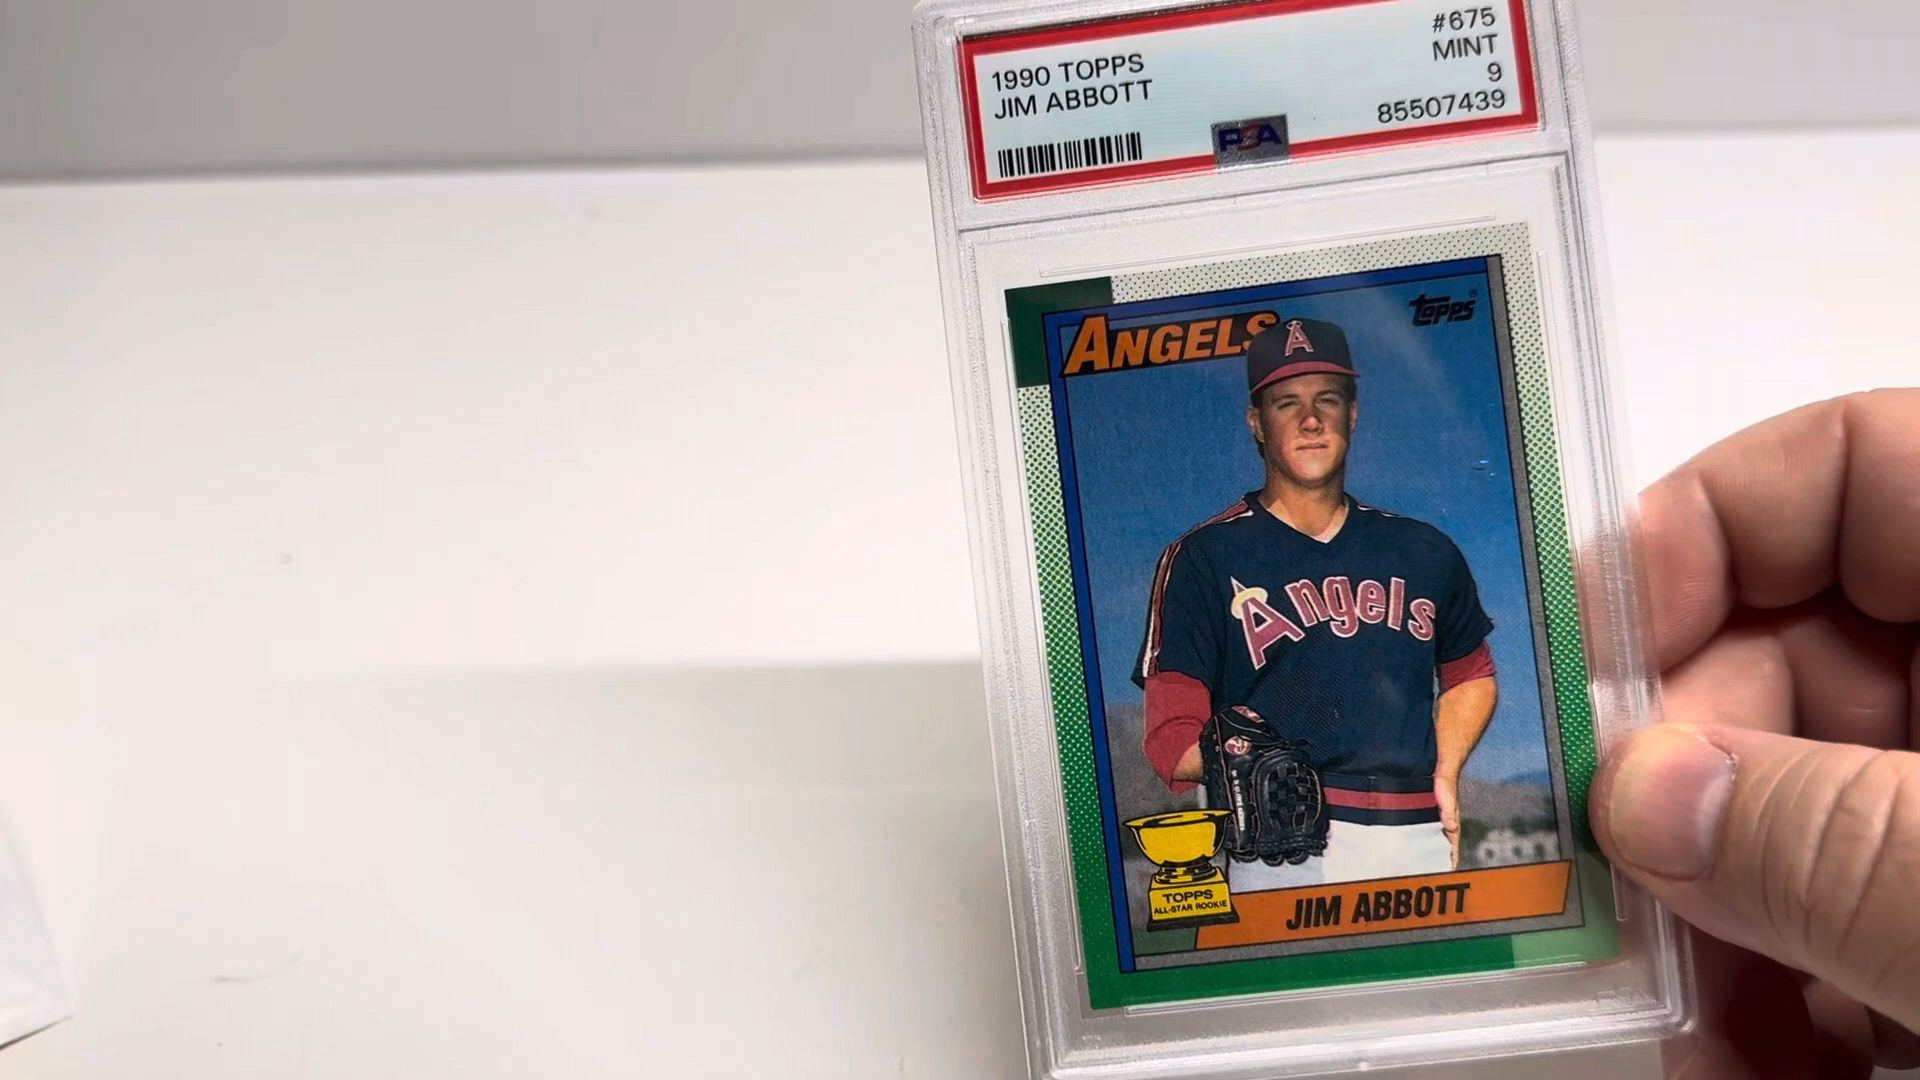 1990 TOPPS
JIM ABBOTT
#675
MINT
9
85507439
PSA
ANGELS
TOPPS
A
Angels
TOPPS
ALL-STAR ROOKIE
JIM ABBOTT